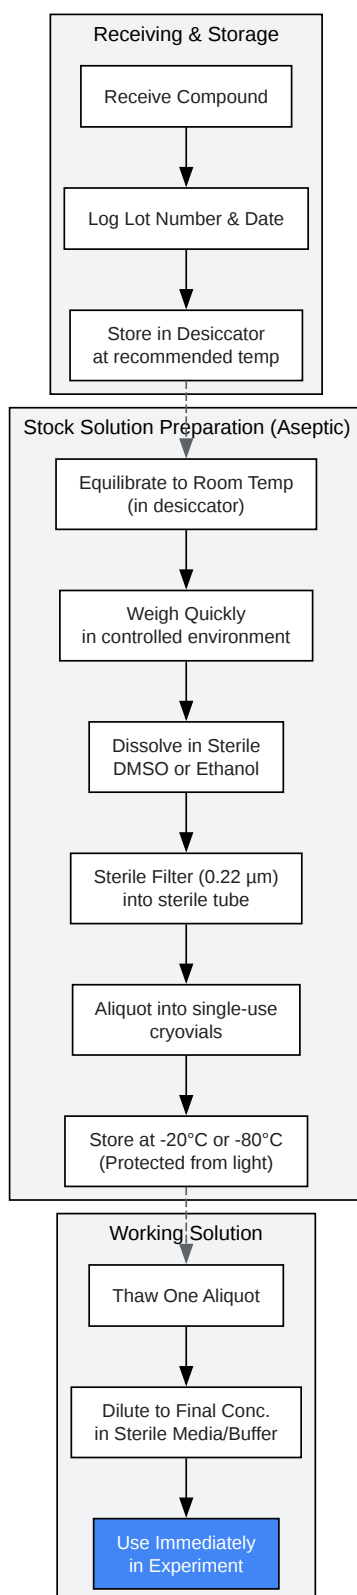 Receiving & Storage
Receive Compound
Log Lot Number & Date
Store in Desiccator
at recommended temp
Stock Solution Preparation (Aseptic)
Equilibrate to Room Temp
(in desiccator)
Weigh Quickly
in controlled environment
Dissolve in Sterile
DMSO or Ethanol
Sterile Filter (0.22 µm)
into sterile tube
Aliquot into single-use
cryovials
Store at -20°C or -80°C
(Protected from light)
Working Solution
Thaw One Aliquot
Dilute to Final Conc.
in Sterile Media/Buffer
Use Immediately
in Experiment